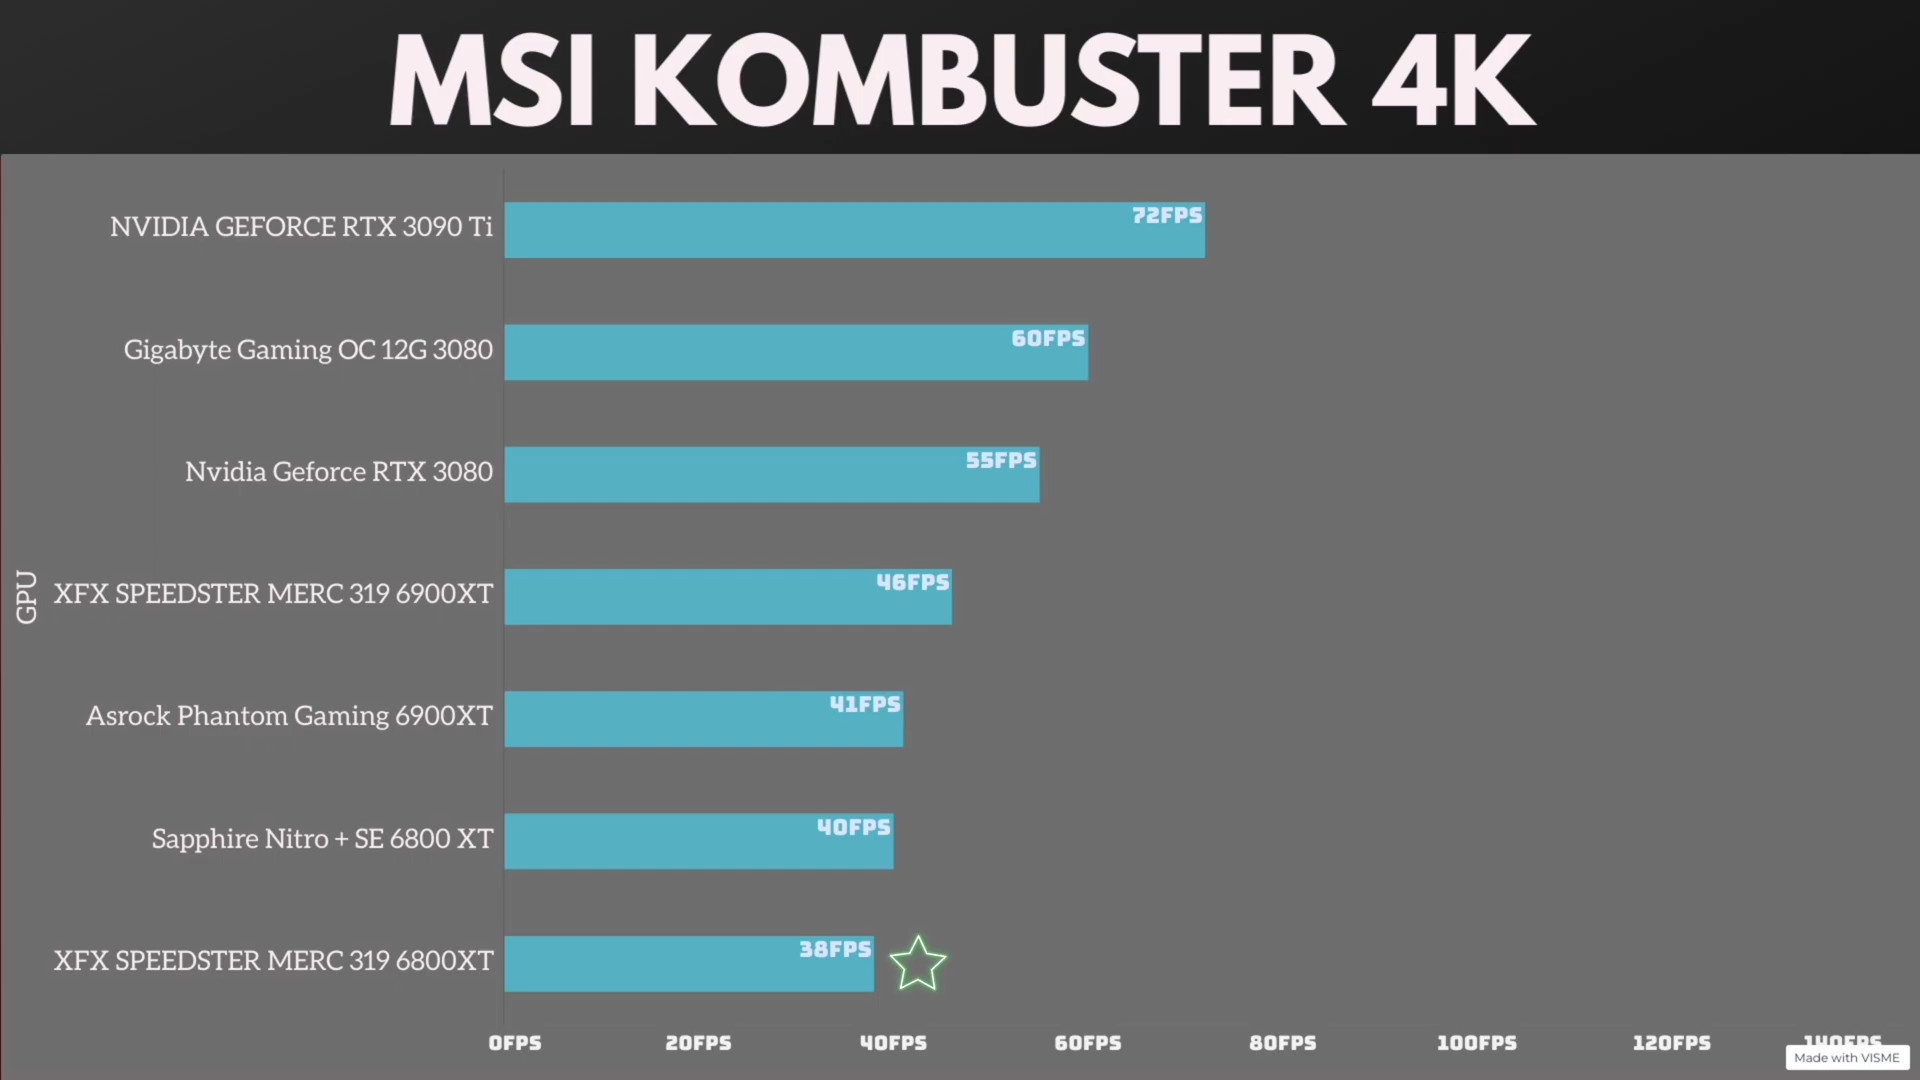 MSI KOMBUSTER 4K
NVIDIA GEFORCE RTX 3090 Ti
72FPS
Gigabyte Gaming OC 12G 3080
60FPS
Nvidia Geforce RTX 3080
55FPS
GPU
XFX SPEEDSTER MERC 319 6900XT
46FPS
Asrock Phantom Gaming 6900XT
41FPS
Sapphire Nitro + SE 6800 XT
40FPS
XFX SPEEDSTER MERC 319 6800XT
38FPS
0FPS 20FPS 40FPS 60FPS 80FPS 100FPS 120FPS 140FPS
Made with VISME